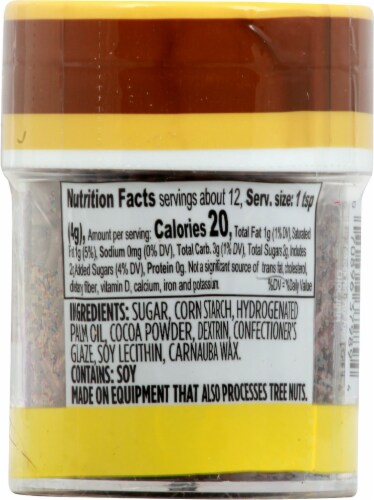 Nutrition Facts servings about 12, Serv. size: 1 tsp
(4g), Amount per serving: Calories 20, Total Fat 1g (1% DV), Saturated
Fat 1g (5%), Sodium 0mg (0% DV), Total Carb. 3g (1% DV), Total Sugars 2g, Includes
2g Added Sugars (4% DV), Protein 0g. Not a significant source of trans fat, cholesterol,
dietary fiber, vitamin D, calcium, iron and potassium. %DV=%Daily Value
INGREDIENTS: SUGAR, CORN STARCH, HYDROGENATED
PALM OIL, COCOA POWDER, DEXTRIN, CONFECTIONER'S
GLAZE, SOY LECITHIN, CARNAUBA WAX.
CONTAINS: SOY
MADE ON EQUIPMENT THAT ALSO PROCESSES TREE NUTS.